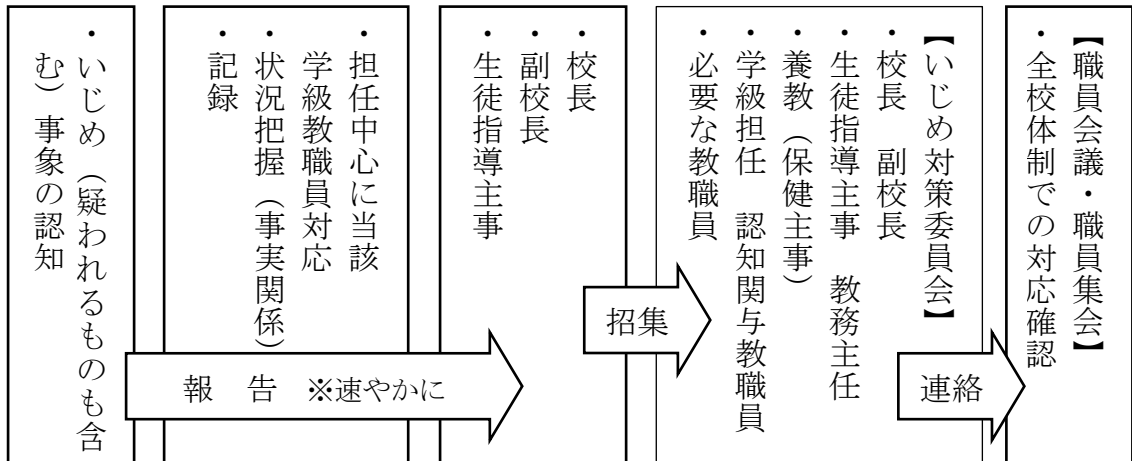 ・いじめ（疑われるものも含
む）事象の認知
・担任中心に当該
学級教職員対応
・状況把握（事実関係）
・記録
報　告　※速やかに
・校長
・副校長
・生徒指導主事
招集
【いじめ対策委員会】
・校長　副校長
・生徒指導主事　教務主任
・養教（保健主事）
・学級担任　認知関与教職員
・必要な教職員
連絡
【職員会議・職員集会】
・全校体制での対応確認